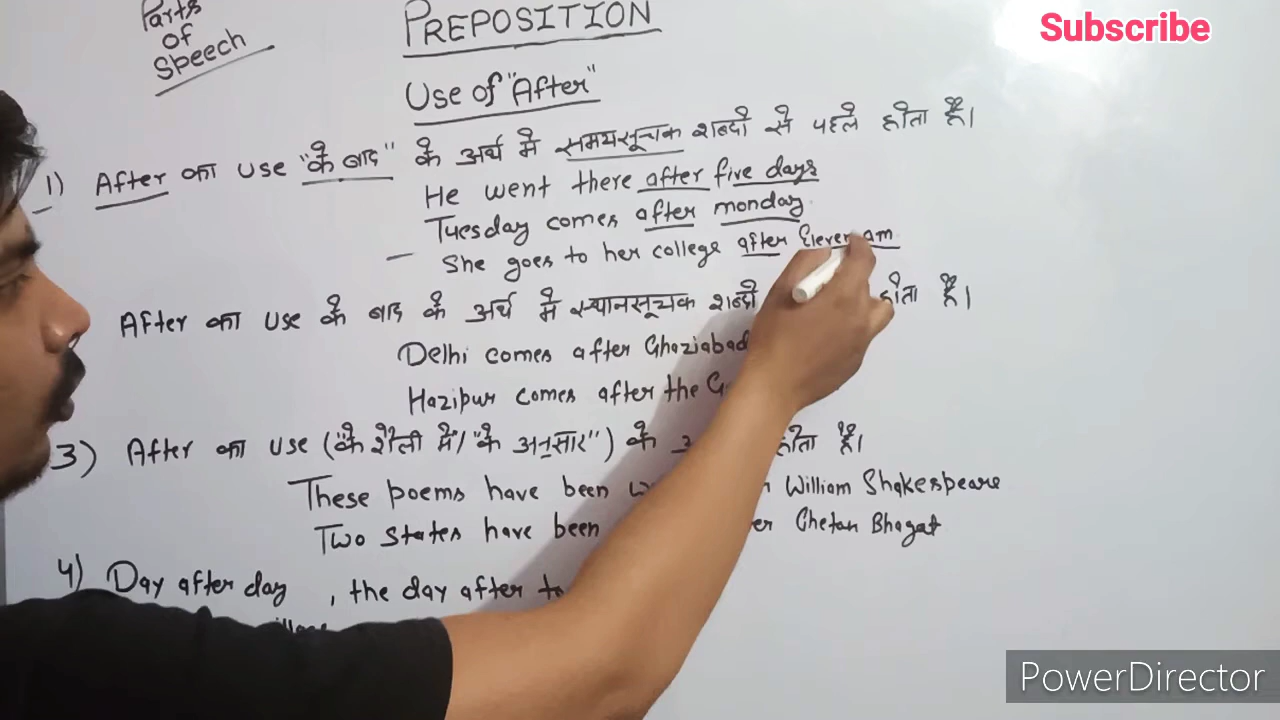 Parts
of
Speech
PREPOSITION
Subscribe
Use of "After"
1) After का use "के बाद" के अर्थ में समयसूचक शब्दों से पहले होता है।
He went there after five days
Tuesday comes after monday.
She goes to her college after am
After का use के बाद के अर्थ में स्थानसूचक शब्दों होता है।
Delhi comes after Ghaziabad
Hazipur comes after the
3) After का use ("के शैली में"/"के अनुसार") के होता है।
These poems have been William Shakespeare
Two states have been Chetan Bhagat
4) Day after day , the day after
PowerDirector